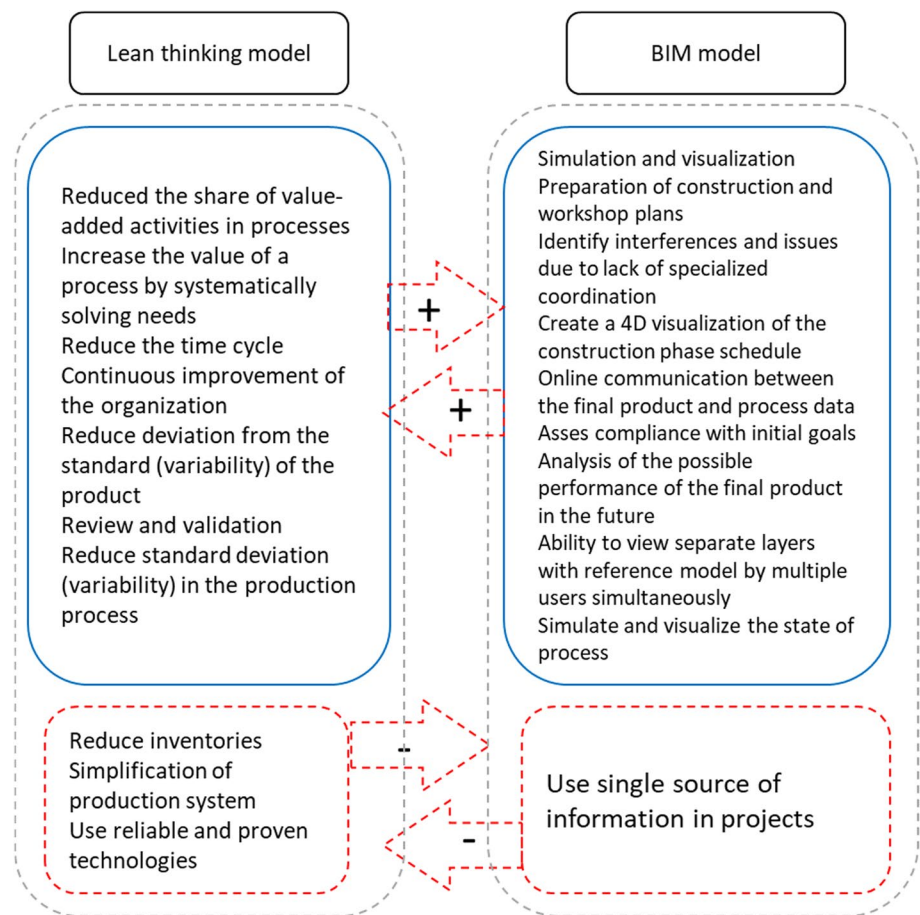 Lean thinking model
BIM model
Reduced the share of value-
added activities in processes
Increase the value of a
process by systematically
solving needs
Reduce the time cycle
Continuous improvement of
the organization
Reduce deviation from the
standard (variability) of the
product
Review and validation
Reduce standard deviation
(variability) in the production
process
+
+
Simulation and visualization
Preparation of construction and
workshop plans
Identify interferences and issues
due to lack of specialized
coordination
Create a 4D visualization of the
construction phase schedule
Online communication between
the final product and process data
Asses compliance with initial goals
Analysis of the possible
performance of the final product
in the future
Ability to view separate layers
with reference model by multiple
users simultaneously
Simulate and visualize the state of
process
Reduce inventories
Simplification of
production system
Use reliable and proven
technologies
-
-
Use single source of
information in projects